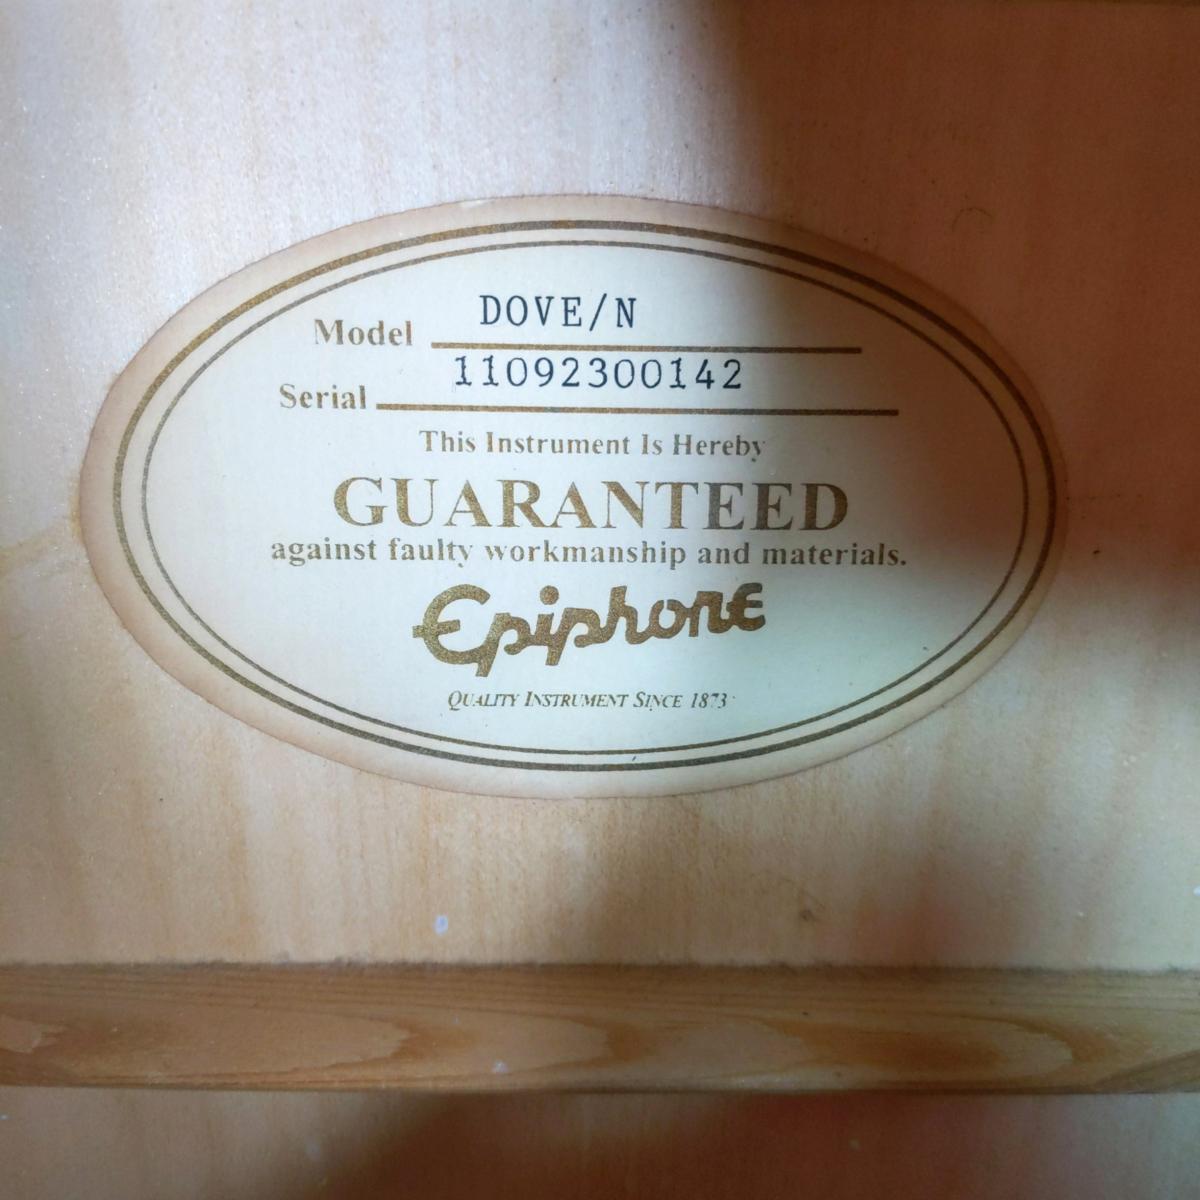 Model DOVE/N
Serial 11092300142
This Instrument Is Hereby
GUARANTEED
against faulty workmanship and materials.
Epiphone
QUALITY INSTRUMENT SINCE 1873